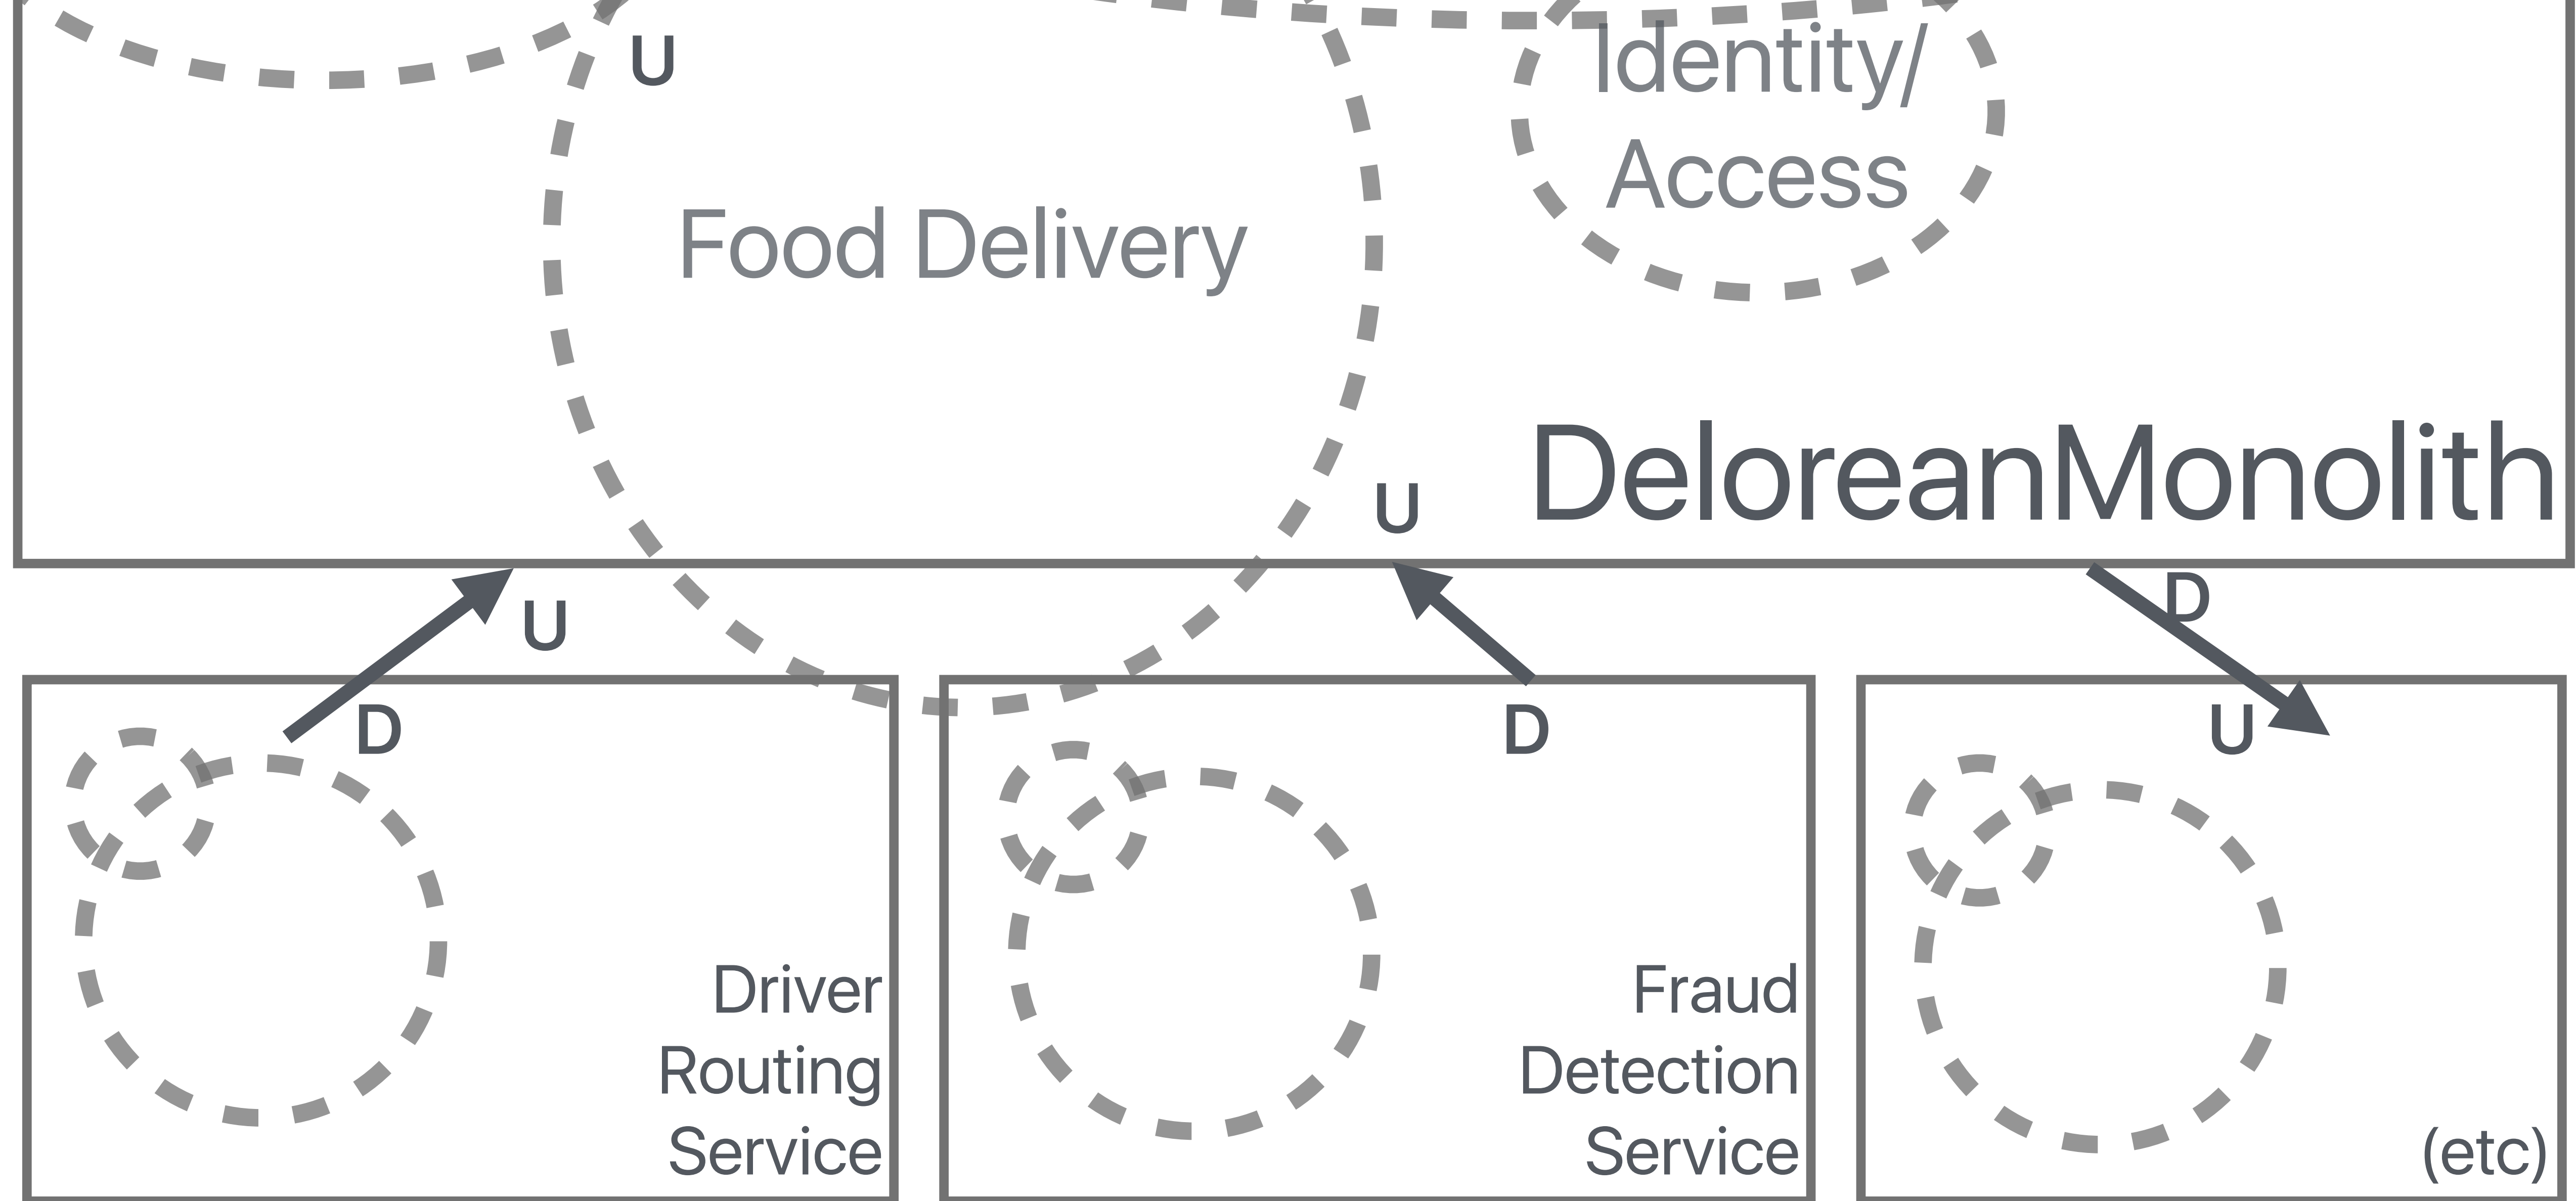 U
Identity/
Access
Food Delivery
DeloreanMonolith
U
U
D
D
D
U
Driver
Routing
Service
Fraud
Detection
Service
(etc)